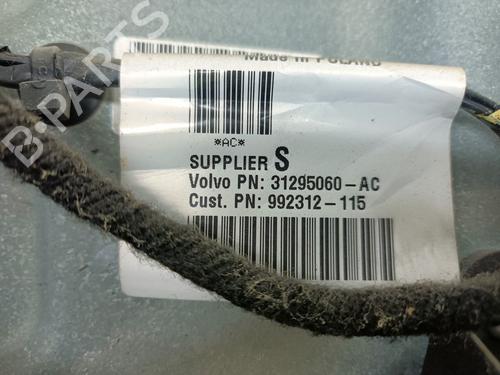 Made in POLAND
*AC*
SUPPLIER S
Volvo PN: 31295060-AC
Cust. PN: 992312-115
B-PARTS